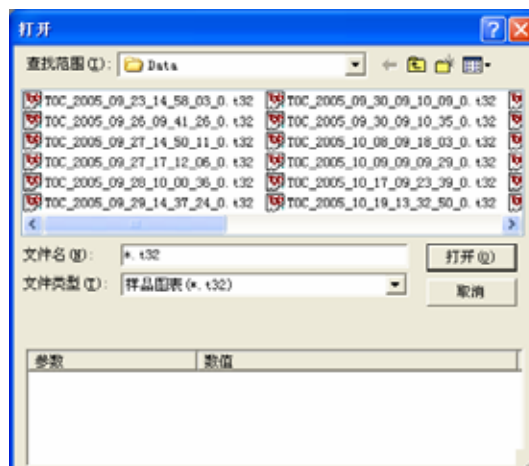 打开
查找范围(I): Data
TOC_2005_09_23_14_58_03_0.t32 TOC_2005_09_30_09_10_09_0.t32
TOC_2005_09_26_09_41_26_0.t32 TOC_2005_09_30_09_10_35_0.t32
TOC_2005_09_27_14_50_11_0.t32 TOC_2005_10_08_09_18_03_0.t32
TOC_2005_09_27_17_12_06_0.t32 TOC_2005_10_09_09_09_29_0.t32
TOC_2005_09_28_10_00_36_0.t32 TOC_2005_10_17_09_23_39_0.t32
TOC_2005_09_29_14_37_24_0.t32 TOC_2005_10_19_13_32_50_0.t32
文件名(N): *.t32 打开(O)
文件类型(T): 样品图表(*.t32) 取消
参数 数值